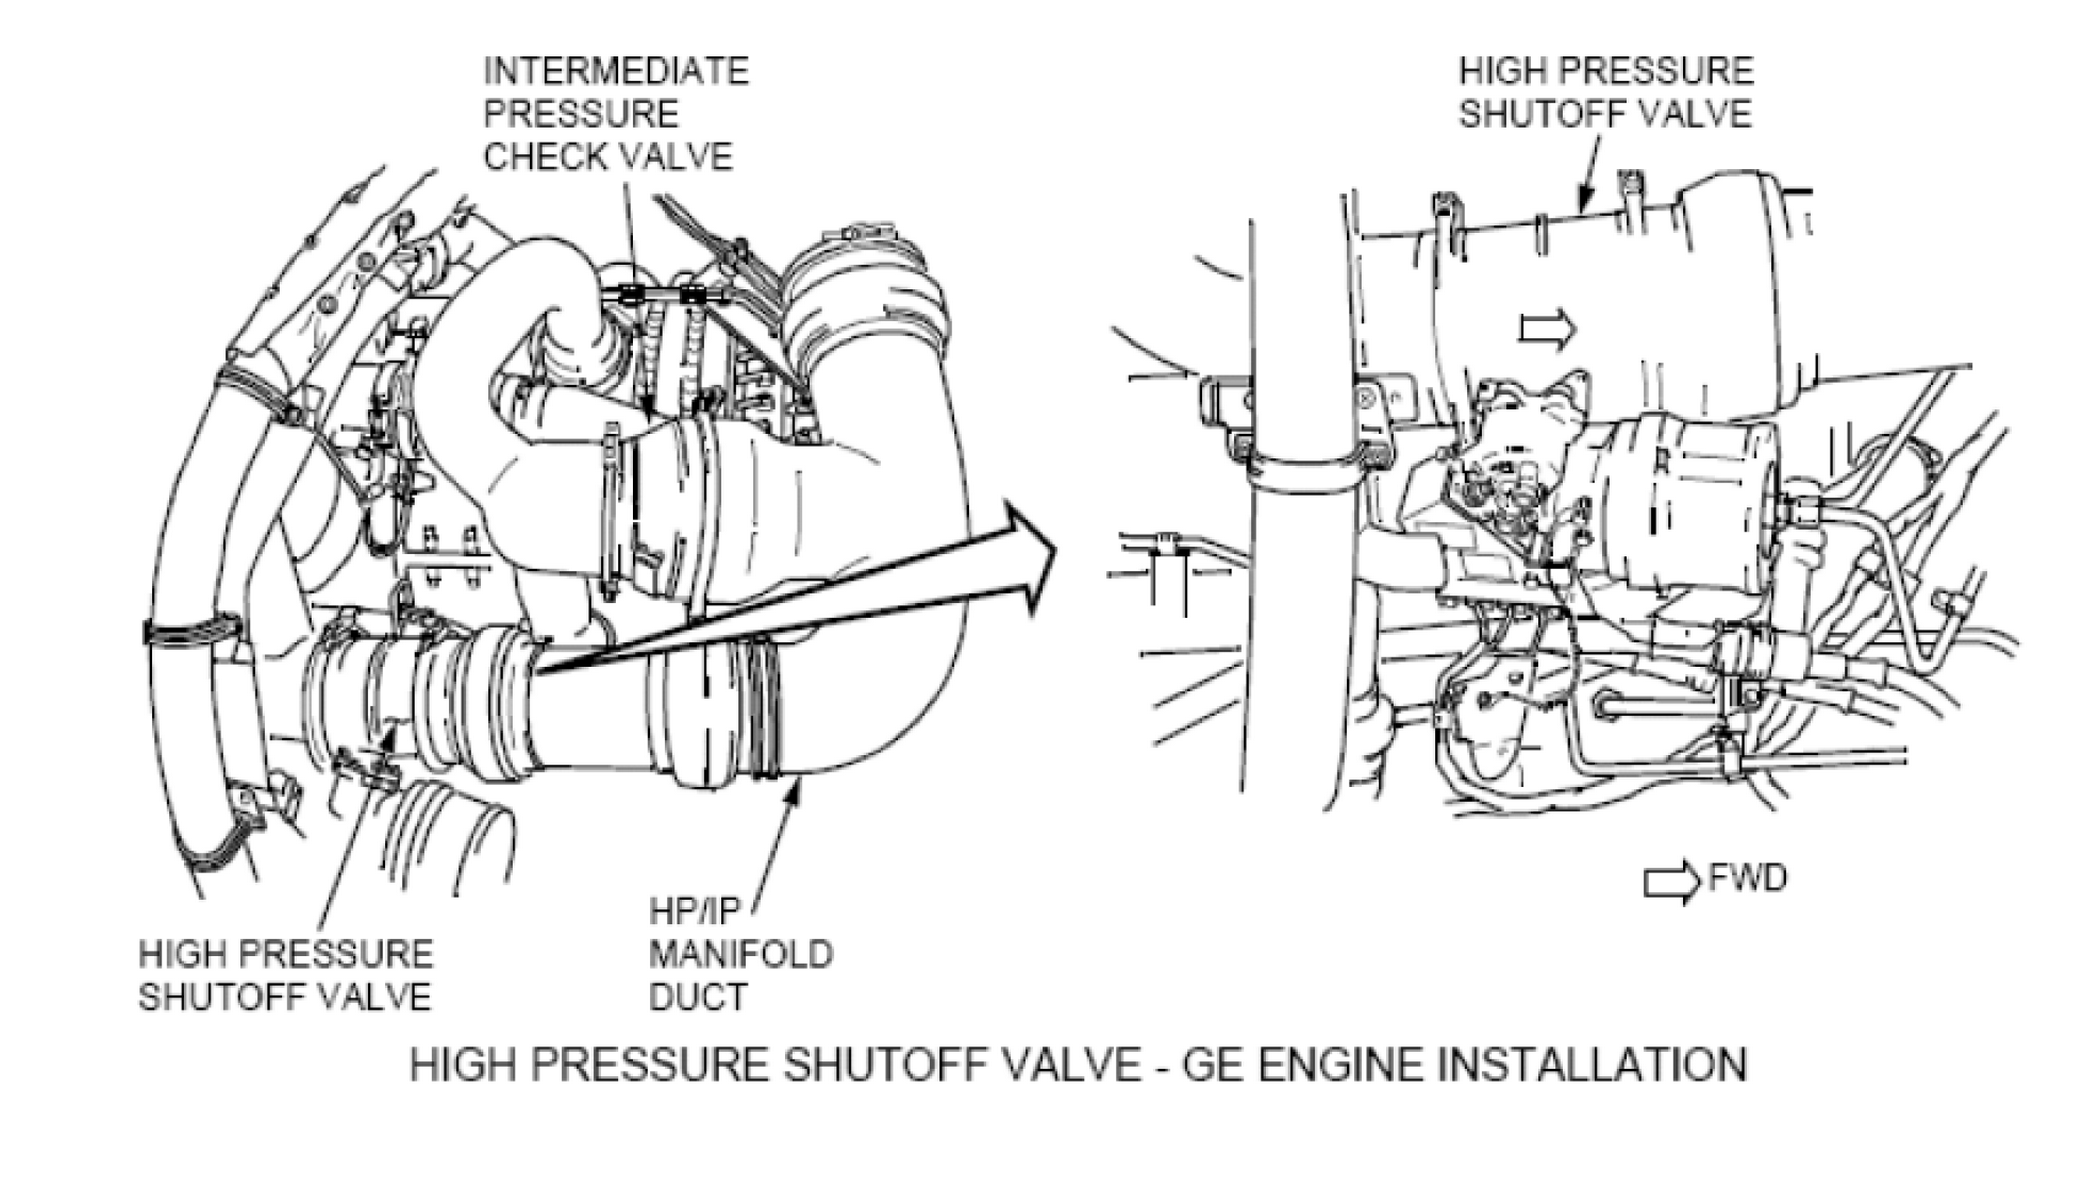 INTERMEDIATE
PRESSURE
CHECK VALVE
HIGH PRESSURE
SHUTOFF VALVE
FWD
HP/IP
MANIFOLD
DUCT
HIGH PRESSURE
SHUTOFF VALVE
HIGH PRESSURE SHUTOFF VALVE - GE ENGINE INSTALLATION